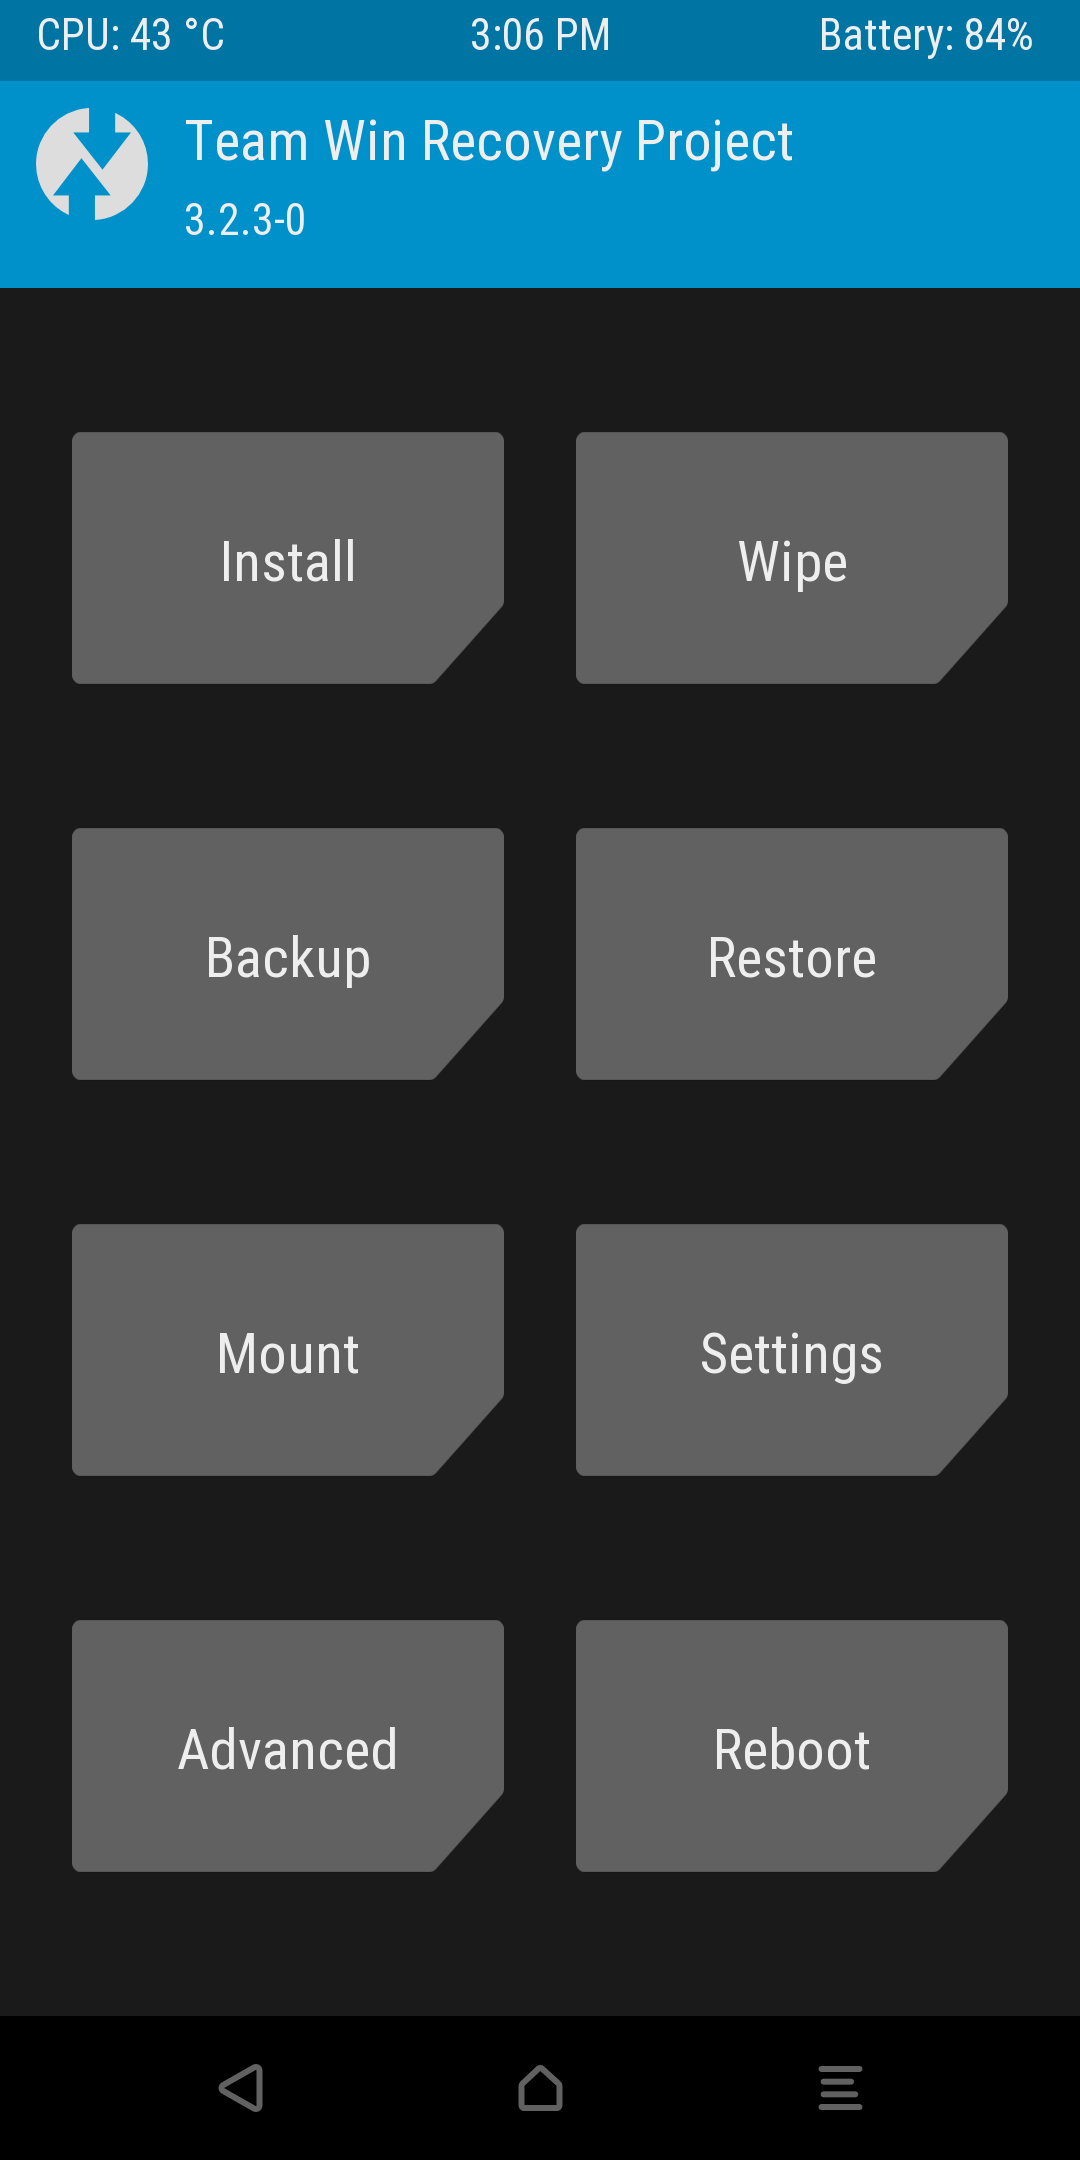 CPU: 43 °C 3:06 PM Battery: 84%
Team Win Recovery Project
3.2.3-0
Install Wipe
Backup Restore
Mount Settings
Advanced Reboot